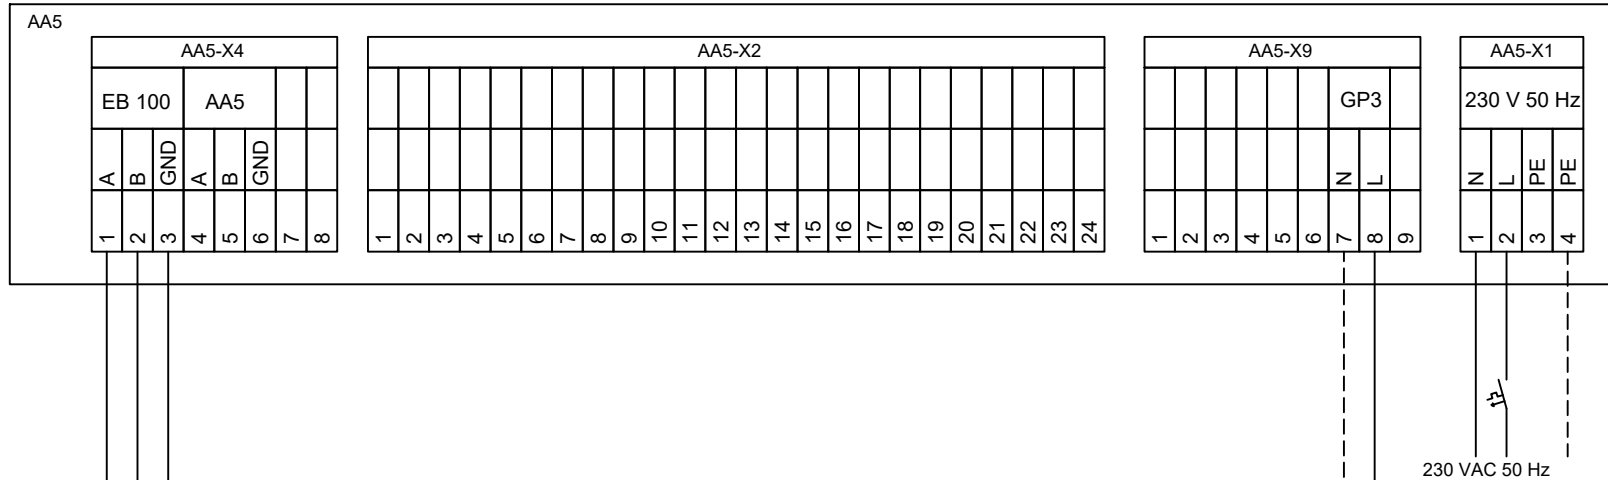 AA5
AA5-X4 AA5-X2 AA5-X9 AA5-X1
EB 100 AA5 GP3 230 V 50 Hz
A B GND A B GND N L N L PE PE
1 2 3 4 5 6 7 8 1 2 3 4 5 6 7 8 9 10 11 12 13 14 15 16 17 18 19 20 21 22 23 24 1 2 3 4 5 6 7 8 9 1 2 3 4
230 VAC 50 Hz